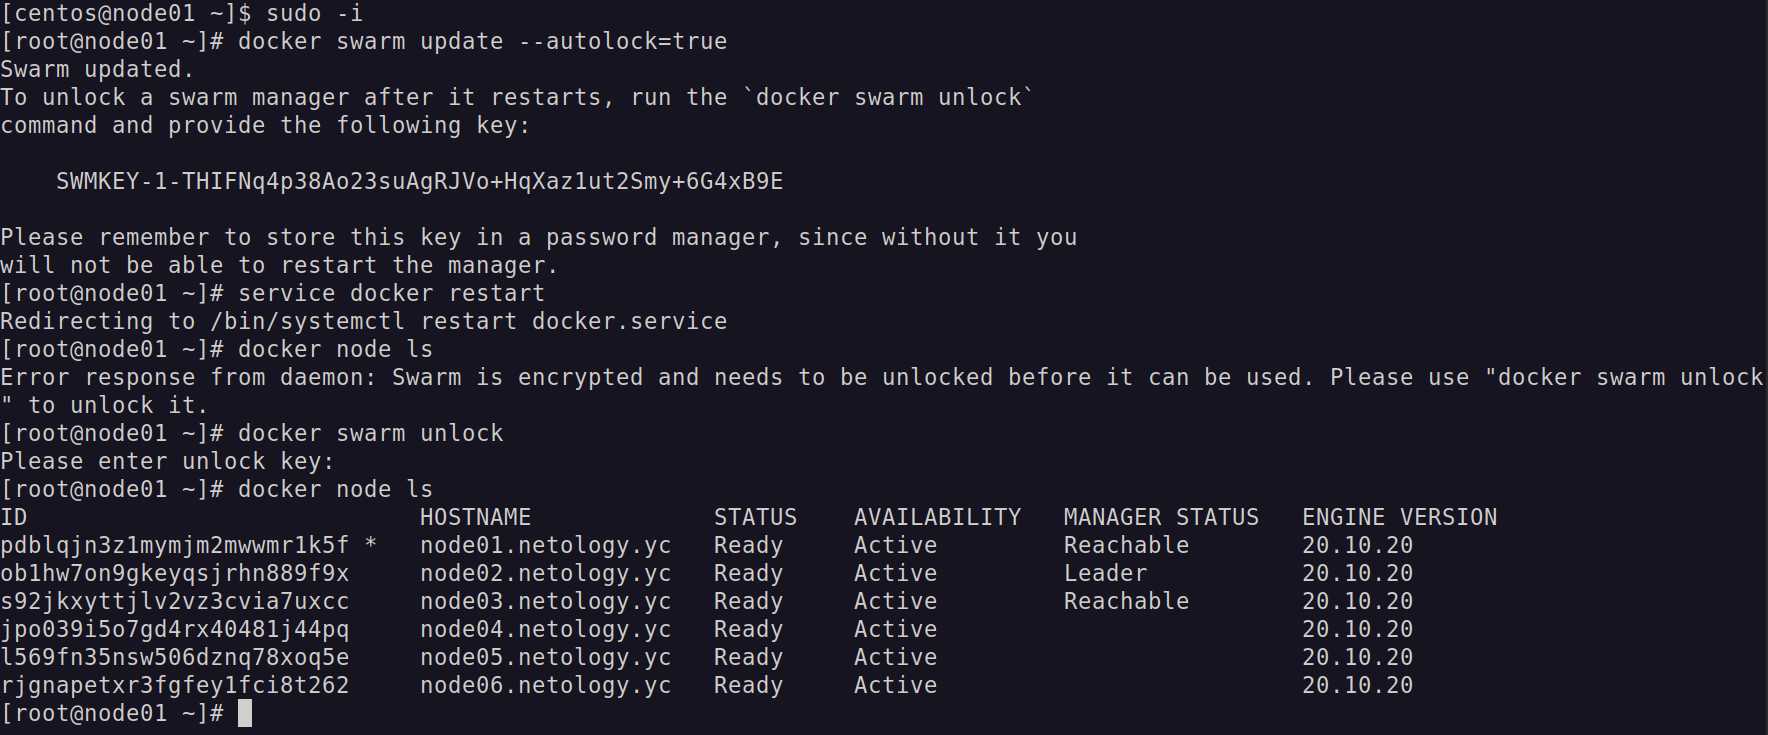 [centos@node01 ~]$ sudo -i
[root@node01 ~]# docker swarm update --autolock=true
Swarm updated.
To unlock a swarm manager after it restarts, run the `docker swarm unlock`
command and provide the following key:

    SWMKEY-1-THIFNq4p38Ao23suAgRJVo+HqXaz1ut2Smy+6G4xB9E

Please remember to store this key in a password manager, since without it you
will not be able to restart the manager.
[root@node01 ~]# service docker restart
Redirecting to /bin/systemctl restart docker.service
[root@node01 ~]# docker node ls
Error response from daemon: Swarm is encrypted and needs to be unlocked before it can be used. Please use "docker swarm unlock
" to unlock it.
[root@node01 ~]# docker swarm unlock
Please enter unlock key:
[root@node01 ~]# docker node ls
ID                            HOSTNAME             STATUS    AVAILABILITY   MANAGER STATUS   ENGINE VERSION
pdblqjn3z1mymjm2mwwmr1k5f *   node01.netology.yc   Ready     Active         Reachable        20.10.20
ob1hw7on9gkeyqsjrhn889f9x     node02.netology.yc   Ready     Active         Leader           20.10.20
s92jkxyttjlv2vz3cvia7uxcc     node03.netology.yc   Ready     Active         Reachable        20.10.20
jpo039i5o7gd4rx40481j44pq     node04.netology.yc   Ready     Active                          20.10.20
l569fn35nsw506dznq78xoq5e     node05.netology.yc   Ready     Active                          20.10.20
rjgnapetxr3fgfey1fci8t262     node06.netology.yc   Ready     Active                          20.10.20
[root@node01 ~]#